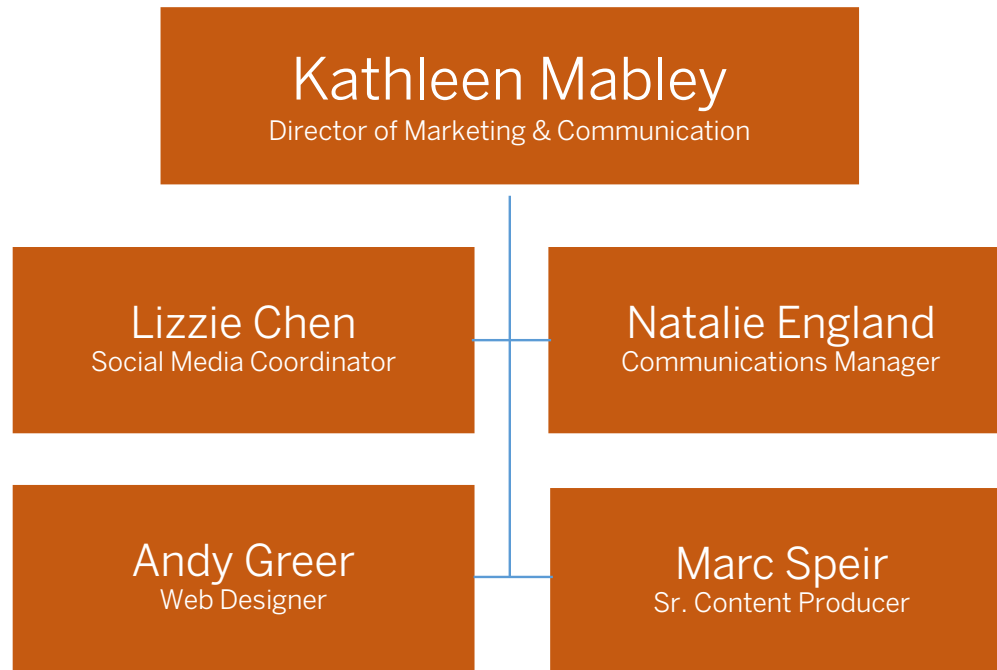 Kathleen Mabley
Director of Marketing & Communication
Lizzie Chen
Social Media Coordinator
Natalie England
Communications Manager
Andy Greer
Web Designer
Marc Speir
Sr. Content Producer